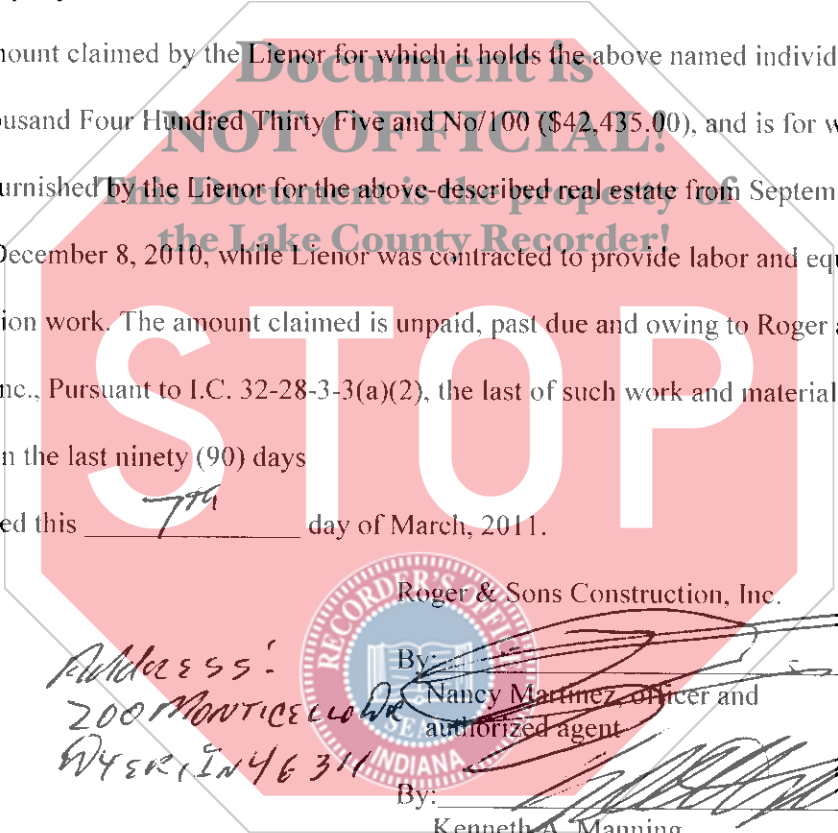 Document is
NOT OFFICIAL!
This Document is the property of
the Lake County Recorder!
STOP
mount claimed by the Lienor for which it holds the above named individ
ousand Four Hundred Thirty Five and No/100 ($42,435.00), and is for w
urnished by the Lienor for the above-described real estate from Septem
December 8, 2010, while Lienor was contracted to provide labor and equ
ion work. The amount claimed is unpaid, past due and owing to Roger a
nc., Pursuant to I.C. 32-28-3-3(a)(2), the last of such work and material
n the last ninety (90) days
ed this 7th day of March, 2011.
Roger & Sons Construction, Inc.
By:
Nancy Martinez, officer and
authorized agent
By:
Kenneth A. Manning
Address:
200 MONTICELLO DR
DYER, IN 46311
RECORDER'S OFFICE
SEAL
INDIANA